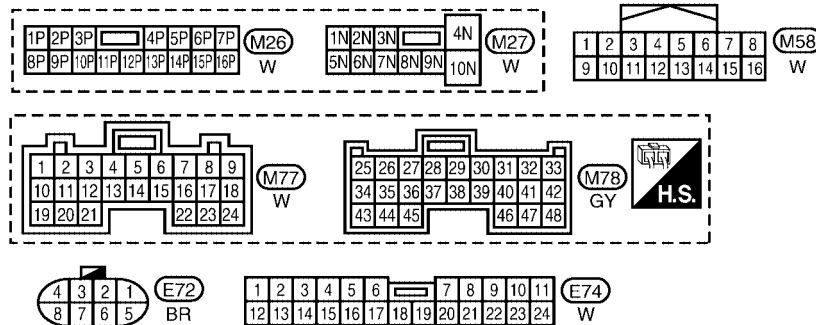 1P 2P 3P 4P 5P 6P 7P M26
8P 9P 10P 11P 12P 13P 14P 15P 16P W
1N 2N 3N 4N M27
5N 6N 7N 8N 9N 10N W
1 2 3 4 5 6 7 8 M58
9 10 11 12 13 14 15 16 W
1 2 3 4 5 6 7 8 9
10 11 12 13 14 15 16 17 18
19 20 21 22 23 24
M77
W
25 26 27 28 29 30 31 32 33
34 35 36 37 38 39 40 41 42
43 44 45 46 47 48
M78
GY
H.S.
4 3 2 1 E72
8 7 6 5 BR
1 2 3 4 5 6 7 8 9 10 11 E74
12 13 14 15 16 17 18 19 20 21 22 23 24 W